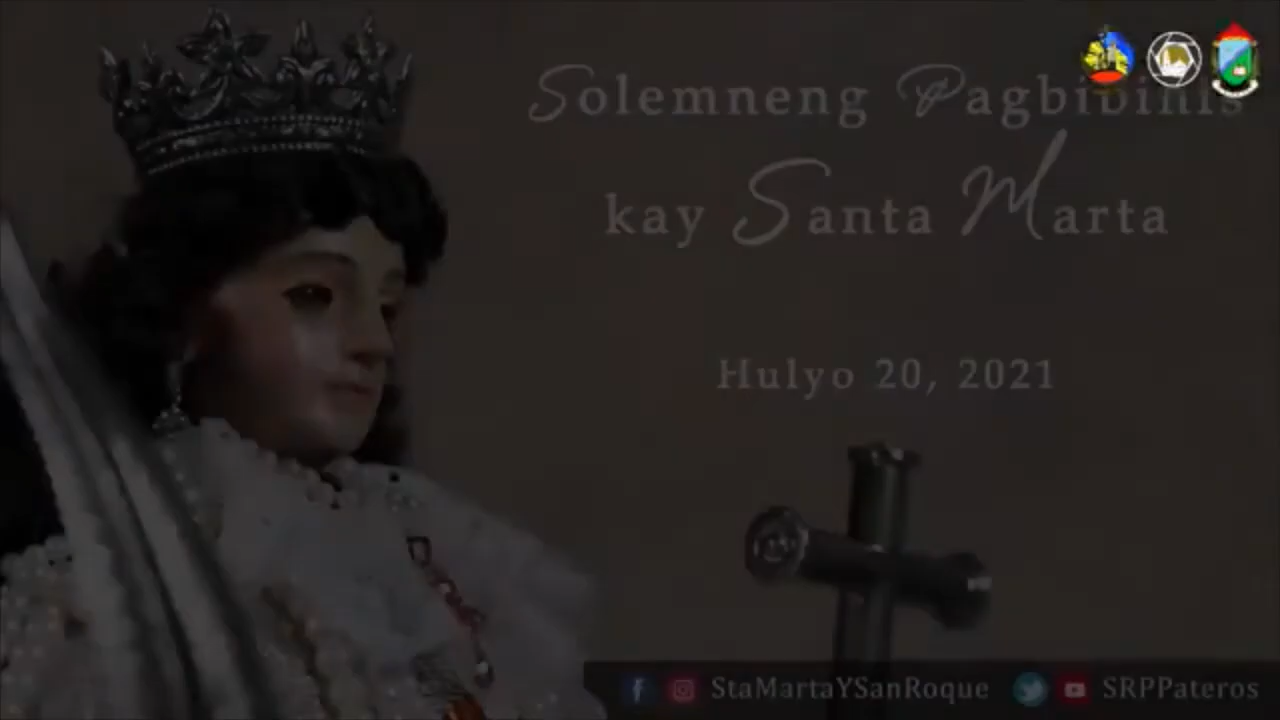 Solemneng Pagbibihis
kay Santa Marta
Hulyo 20, 2021
StaMartaYSanRoque SRPPateros